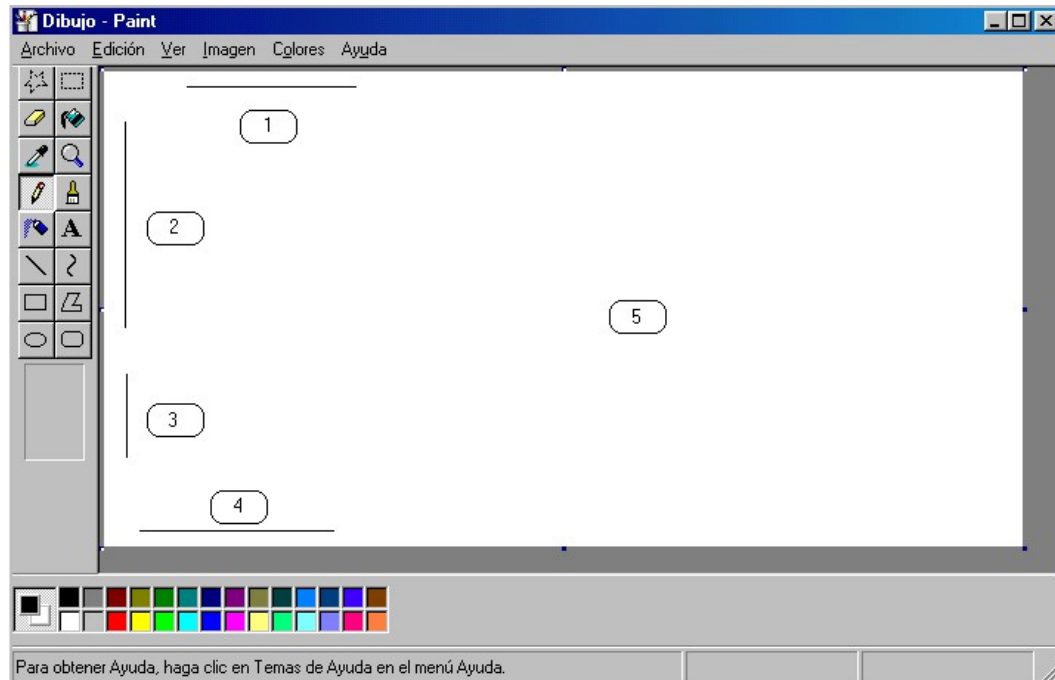 Dibujo - Paint
Archivo Edición Ver Imagen Colores Ayuda
A
1
2
5
3
4
Para obtener Ayuda, haga clic en Temas de Ayuda en el menú Ayuda.